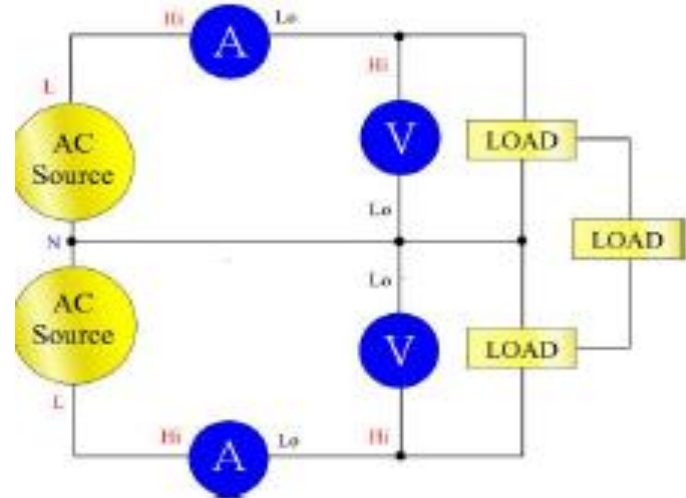 Hi A Lo
L Hi
AC
Source
V LOAD
Lo
N LOAD
Lo
AC
Source
V LOAD
L
Hi A Lo Hi